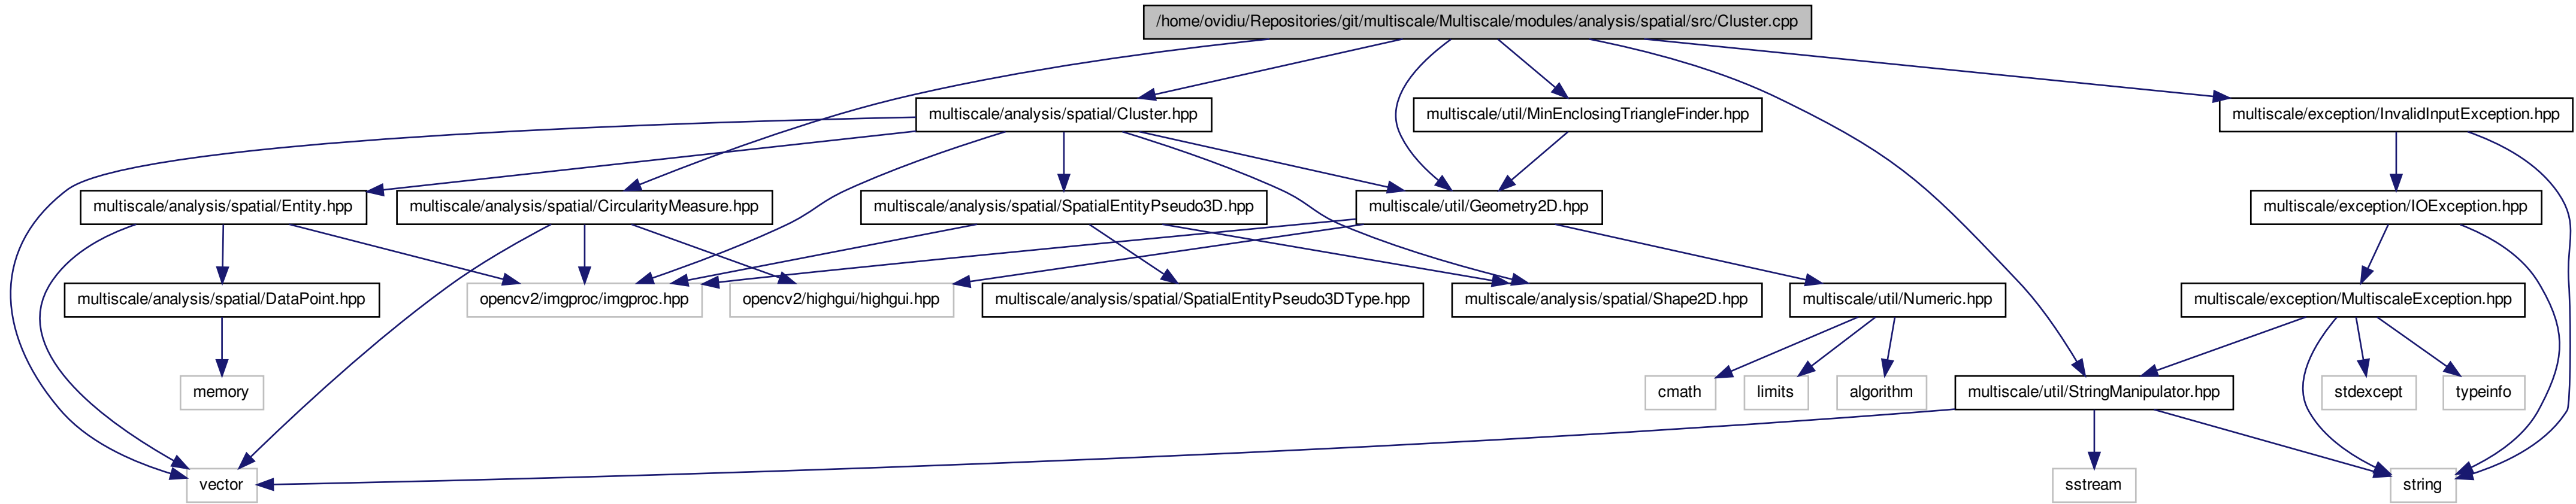 /home/ovidiu/Repositories/git/multiscale/Multiscale/modules/analysis/spatial/src/Cluster.cpp
multiscale/analysis/spatial/Cluster.hpp
multiscale/util/MinEnclosingTriangleFinder.hpp
multiscale/exception/InvalidInputException.hpp
multiscale/analysis/spatial/Entity.hpp
multiscale/analysis/spatial/CircularityMeasure.hpp
multiscale/analysis/spatial/SpatialEntityPseudo3D.hpp
multiscale/util/Geometry2D.hpp
multiscale/exception/IOException.hpp
multiscale/analysis/spatial/DataPoint.hpp
opencv2/imgproc/imgproc.hpp
opencv2/highgui/highgui.hpp
multiscale/analysis/spatial/SpatialEntityPseudo3DType.hpp
multiscale/analysis/spatial/Shape2D.hpp
multiscale/util/Numeric.hpp
multiscale/exception/MultiscaleException.hpp
memory
cmath
limits
algorithm
multiscale/util/StringManipulator.hpp
stdexcept
typeinfo
vector
sstream
string